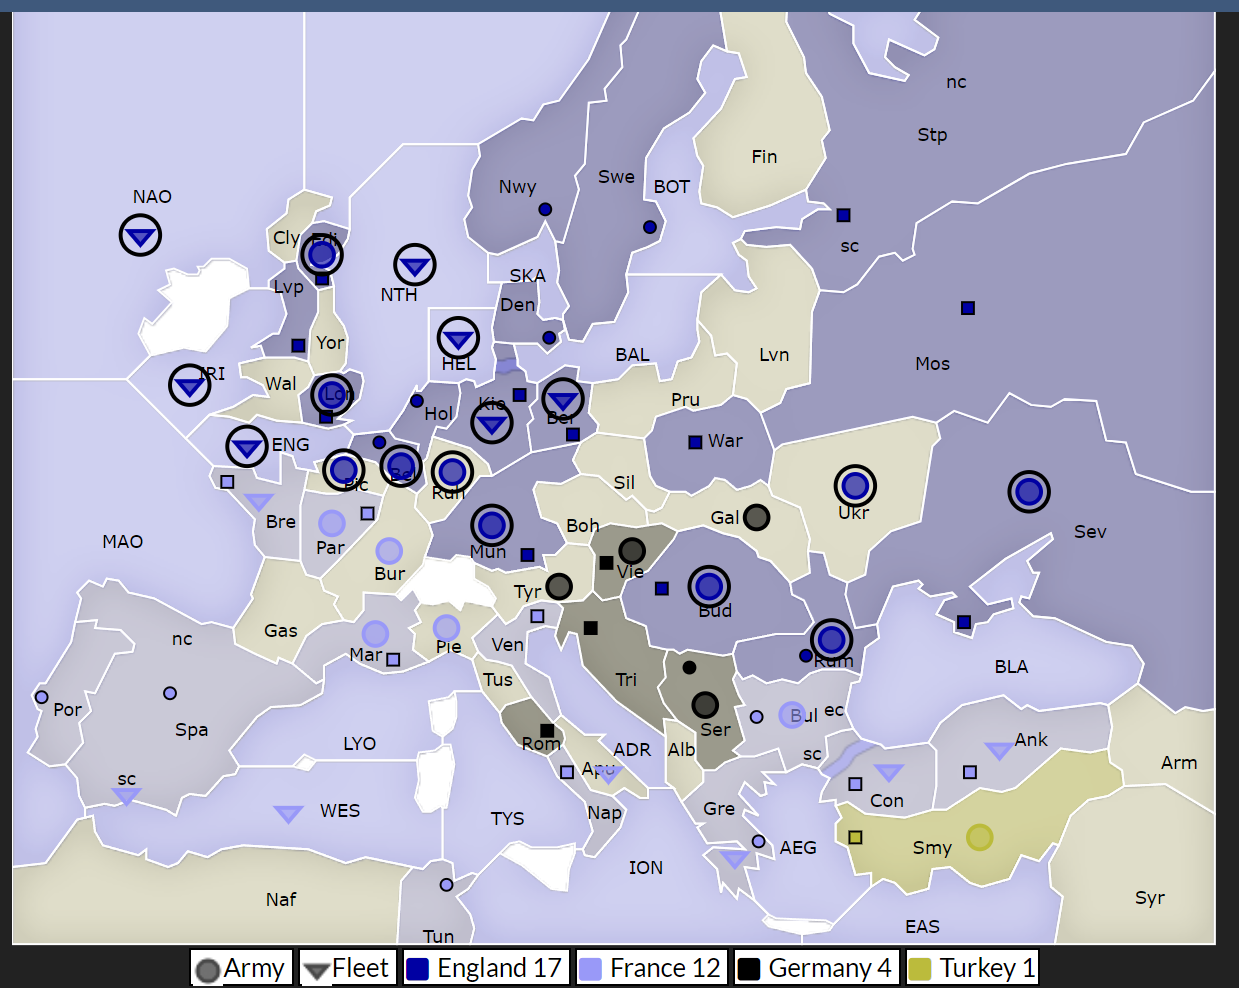 nc
Stp
Fin
Nwy
Swe
BOT
NAO
Cly
Edi
sc
SKA
Lvp
NTH
Den
Yor
HEL
BAL
Lvn
Mos
IRI
Wal
Lon
Hol
Kie
Ber
Pru
ENG
War
Pic
Bel
Ruh
Sil
Gal
Ukr
Bre
Boh
Sev
MAO
Par
Mun
Vie
Bur
Tyr
Bud
nc
Gas
Mar
Pie
Ven
Rum
BLA
Por
Spa
Tus
Tri
Bul
ec
LYO
Rom
ADR
Alb
Ser
sc
Ank
Arm
sc
Apu
Con
WES
TYS
Nap
Gre
AEG
Smy
ION
Naf
Syr
Tun
EAS
Army Fleet England 17 France 12 Germany 4 Turkey 1